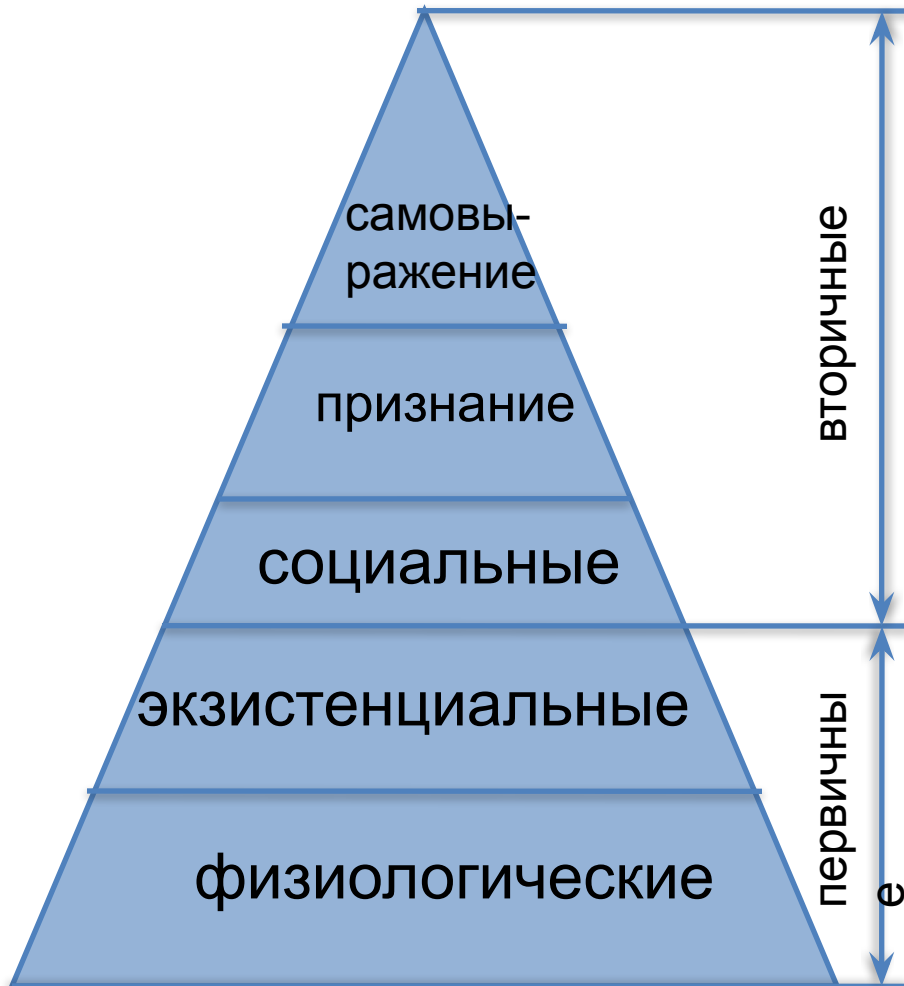 самовы-
ражение
признание
социальные
экзистенциальные
физиологические
вторичные
первичны
е